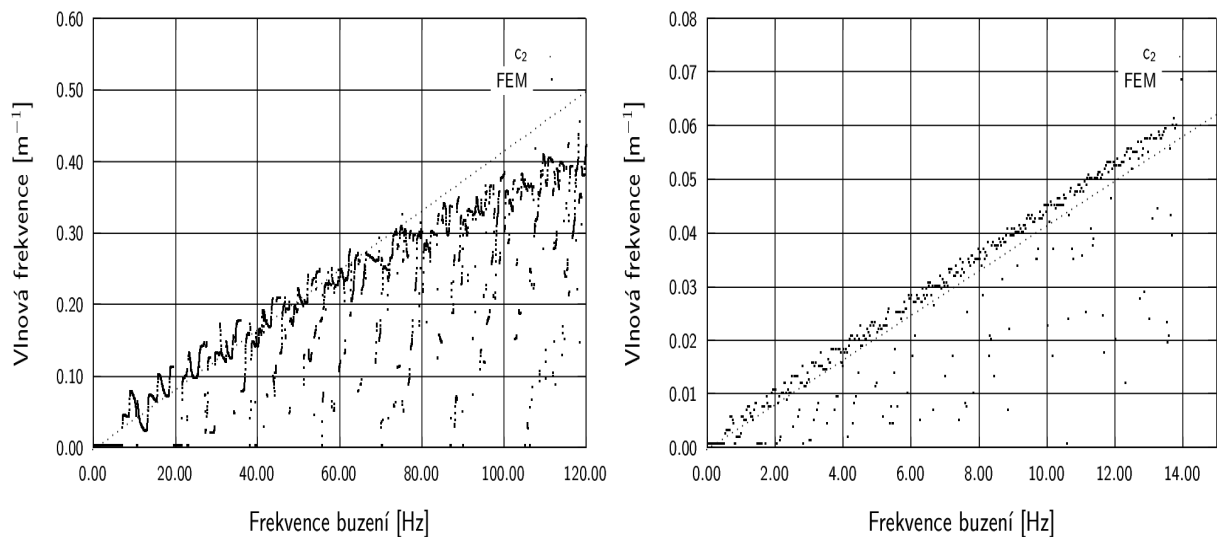 0.60
0.50
0.40
0.30
0.20
0.10
0.00
Vlnová frekvence [m⁻¹]
c₂
FEM
0.00 20.00 40.00 60.00 80.00 100.00 120.00
Frekvence buzení [Hz]
0.08
0.07
0.06
0.05
0.04
0.03
0.02
0.01
0.00
Vlnová frekvence [m⁻¹]
c₂
FEM
0.00 2.00 4.00 6.00 8.00 10.00 12.00 14.00
Frekvence buzení [Hz]